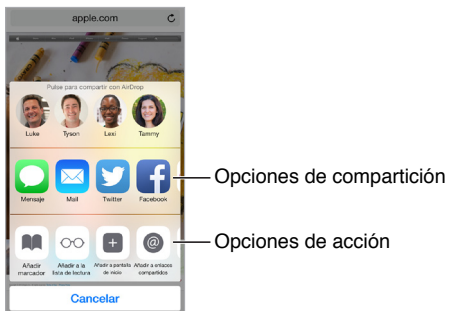 apple.com
Pulse para compartir con AirDrop
Luke Tyson Lexi Tammy
Mensaje Mail Twitter Facebook
Opciones de compartición
Opciones de acción
Añadir marcador
Añadir a la lista de lectura
Añadir a pantalla de inicio
Añadir a enlaces compartidos
Cancelar